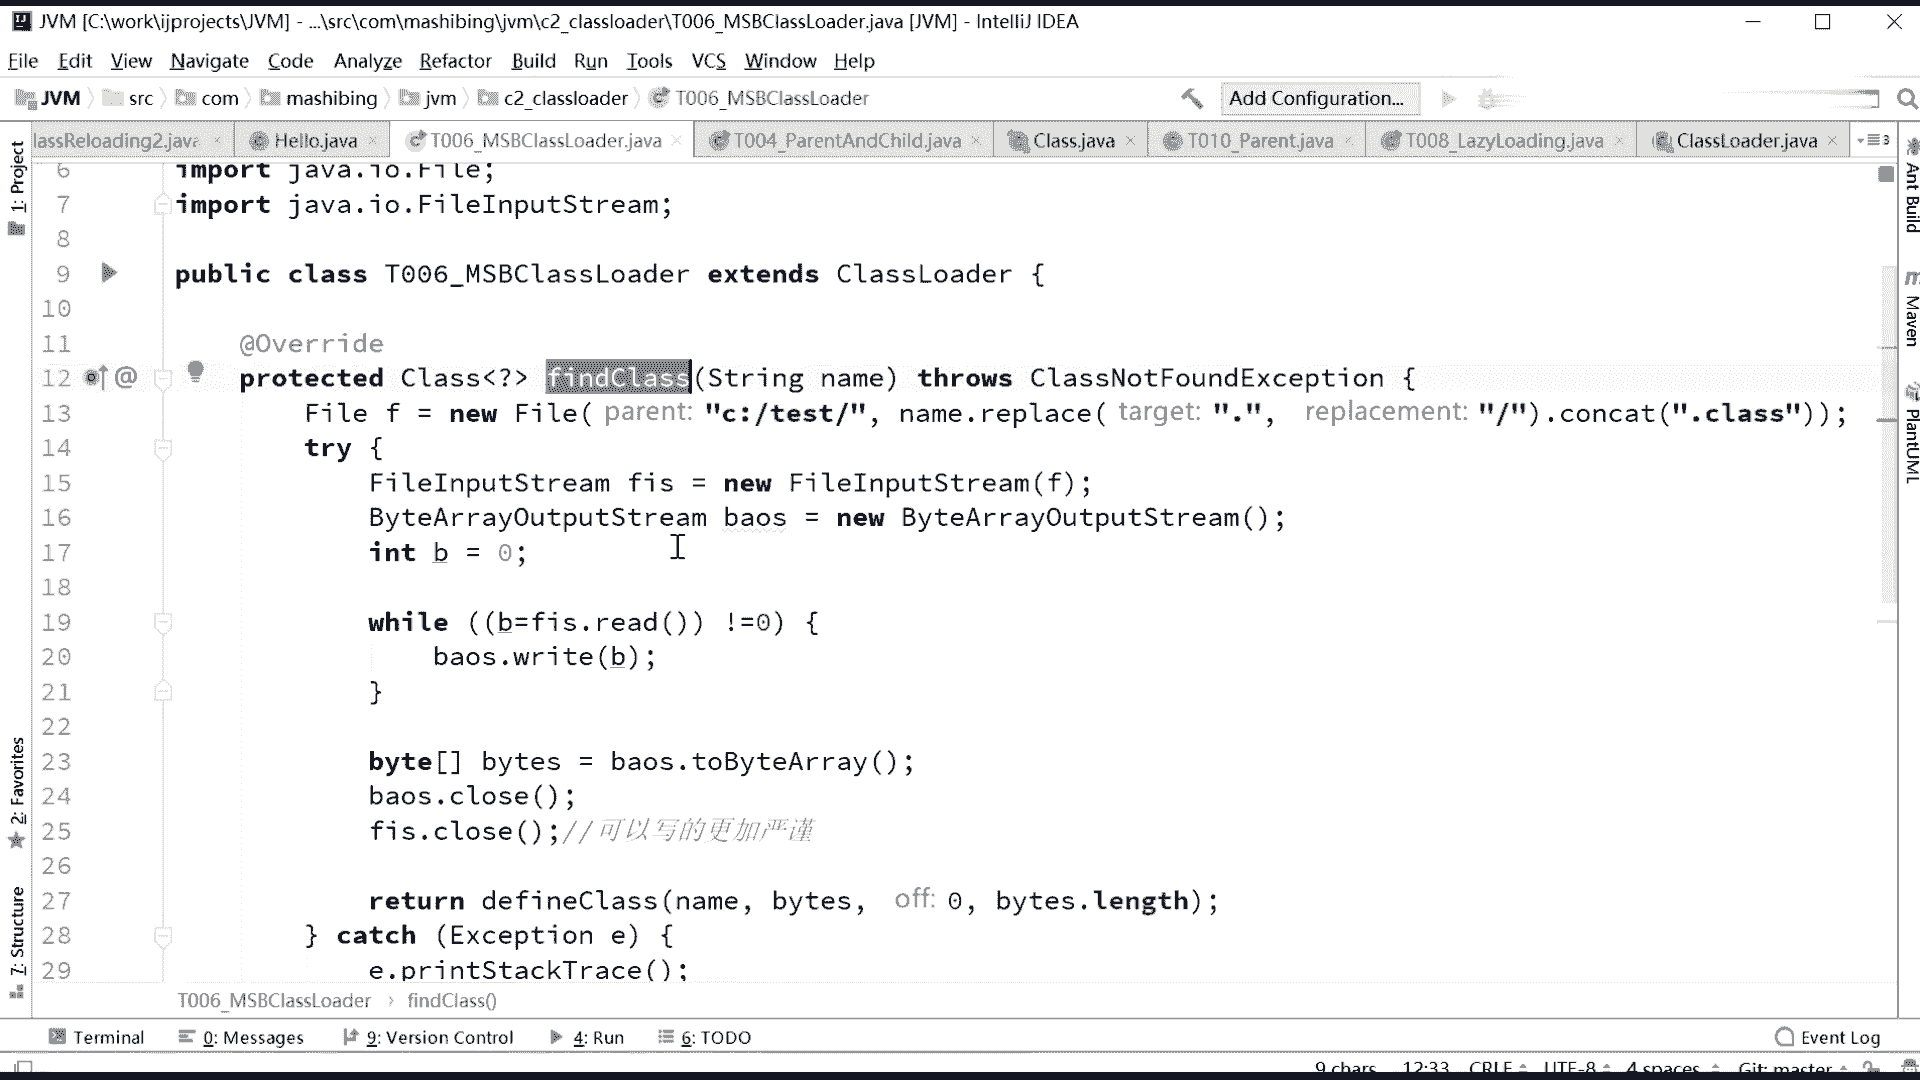 JVM [C:\work\ijprojects\JVM] - ...\src\com\mashibing\jvm\c2_classloader\T006_MSBClassLoader.java [JVM] - IntelliJ IDEA
File Edit View Navigate Code Analyze Refactor Build Run Tools VCS Window Help
JVM src com mashibing jvm c2_classloader T006_MSBClassLoader Add Configuration...
lassReloading2.java Hello.java T006_MSBClassLoader.java T004_ParentAndChild.java Class.java T010_Parent.java T008_LazyLoading.java ClassLoader.java 3
1: Project
2: Favorites
7: Structure
Ant Build
Maven
PlantUML
6 import java.io.File;
7 import java.io.FileInputStream;
8
9 public class T006_MSBClassLoader extends ClassLoader {
10
11 @Override
12 @ protected Class<?> findClass(String name) throws ClassNotFoundException {
13 File f = new File( parent: "c:/test/", name.replace( target: ".", replacement: "/").concat(".class"));
14 try {
15 FileInputStream fis = new FileInputStream(f);
16 ByteArrayOutputStream baos = new ByteArrayOutputStream();
17 int b = 0;
18
19 while ((b=fis.read()) !=0) {
20 baos.write(b);
21 }
22
23 byte[] bytes = baos.toByteArray();
24 baos.close();
25 fis.close();//可以写的更加严谨
26
27 return defineClass(name, bytes, off: 0, bytes.length);
28 } catch (Exception e) {
29 e.printStackTrace();
T006_MSBClassLoader › findClass()
Terminal 0: Messages 9: Version Control 4: Run 6: TODO Event Log
9 chars 12:33 CRLF UTF-8 4 spaces Git: master